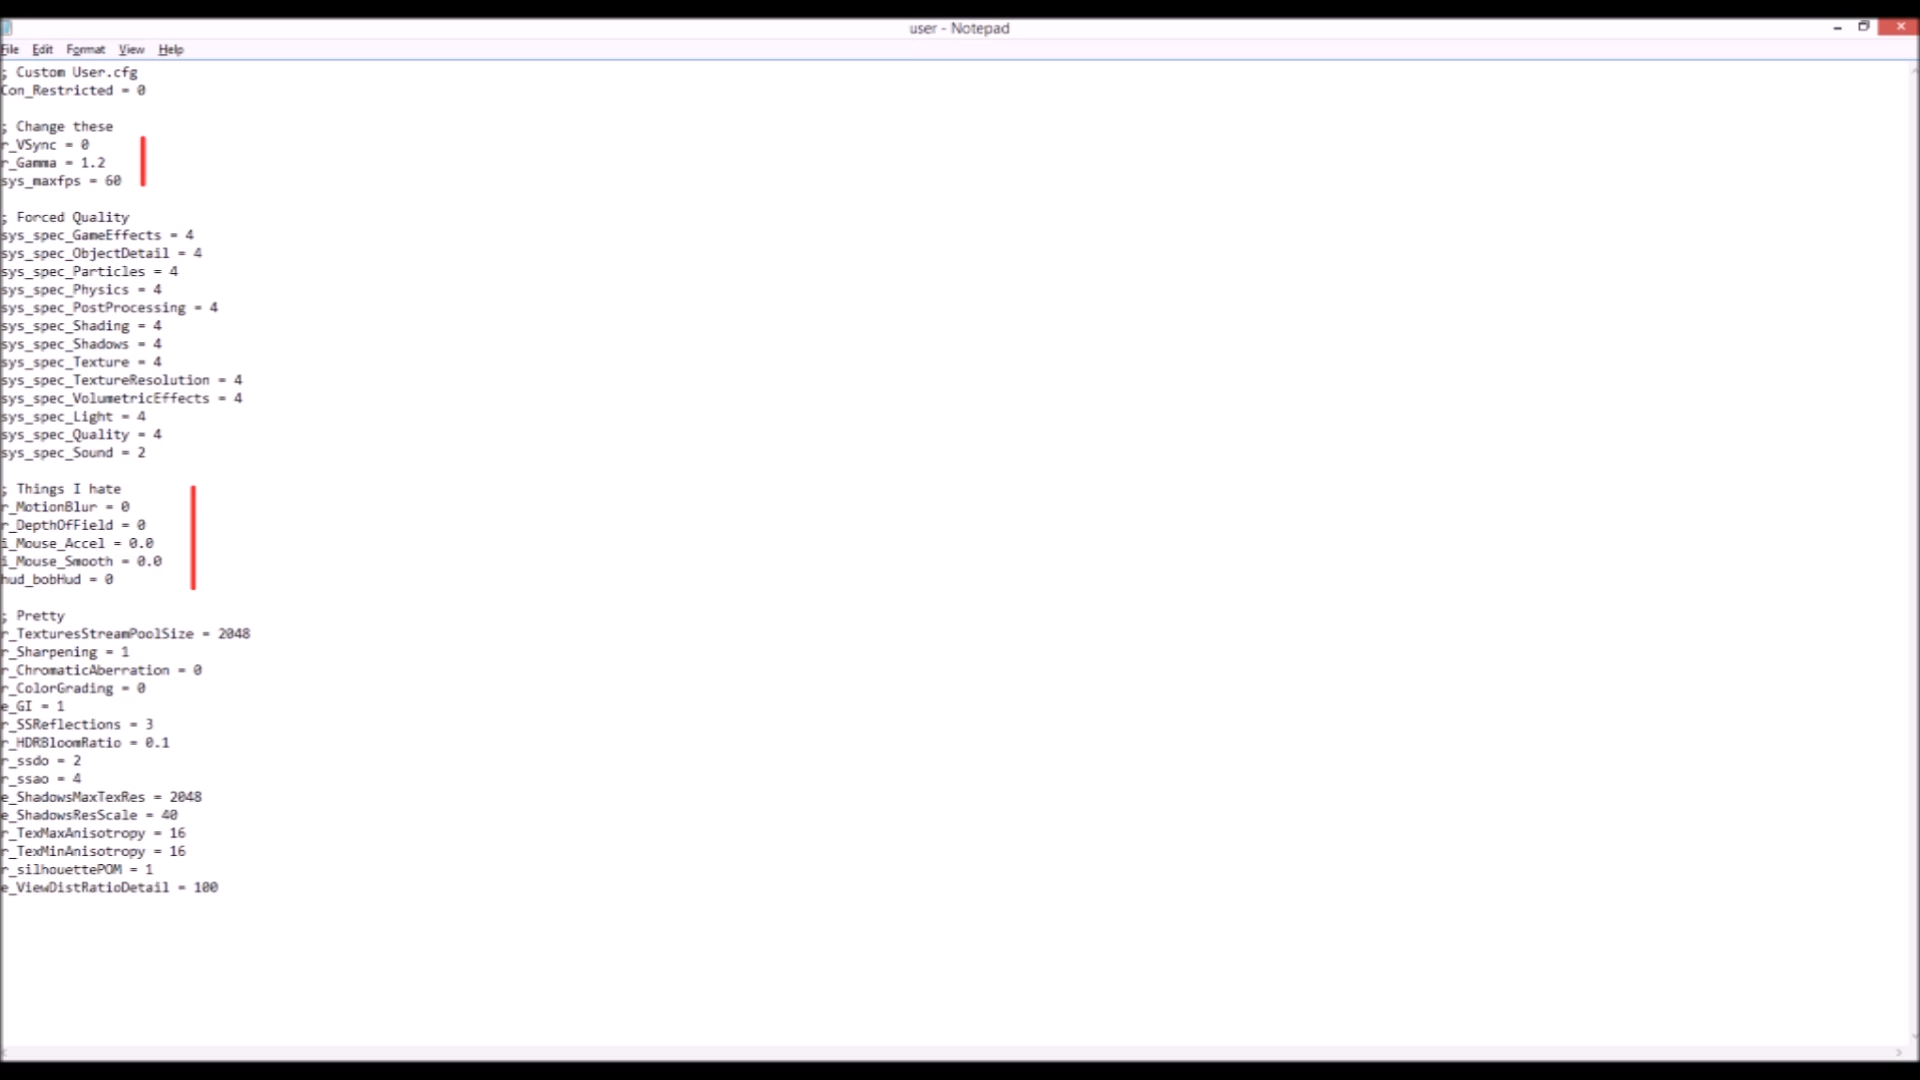 user - Notepad
File Edit Format View Help
; Custom User.cfg
Con_Restricted = 0
; Change these
r_VSync = 0
r_Gamma = 1.2
sys_maxfps = 60
; Forced Quality
sys_spec_GameEffects = 4
sys_spec_ObjectDetail = 4
sys_spec_Particles = 4
sys_spec_Physics = 4
sys_spec_PostProcessing = 4
sys_spec_Shading = 4
sys_spec_Shadows = 4
sys_spec_Texture = 4
sys_spec_TextureResolution = 4
sys_spec_VolumetricEffects = 4
sys_spec_Light = 4
sys_spec_Quality = 4
sys_spec_Sound = 2
; Things I hate
r_MotionBlur = 0
r_DepthOfField = 0
i_Mouse_Accel = 0.0
i_Mouse_Smooth = 0.0
hud_bobHud = 0
; Pretty
r_TexturesStreamPoolSize = 2048
r_Sharpening = 1
r_ChromaticAberration = 0
r_ColorGrading = 0
e_GI = 1
r_SSReflections = 3
r_HDRBloomRatio = 0.1
r_ssdo = 2
r_ssao = 4
e_ShadowsMaxTexRes = 2048
e_ShadowsResScale = 40
r_TexMaxAnisotropy = 16
r_TexMinAnisotropy = 16
r_silhouettePOM = 1
e_ViewDistRatioDetail = 100